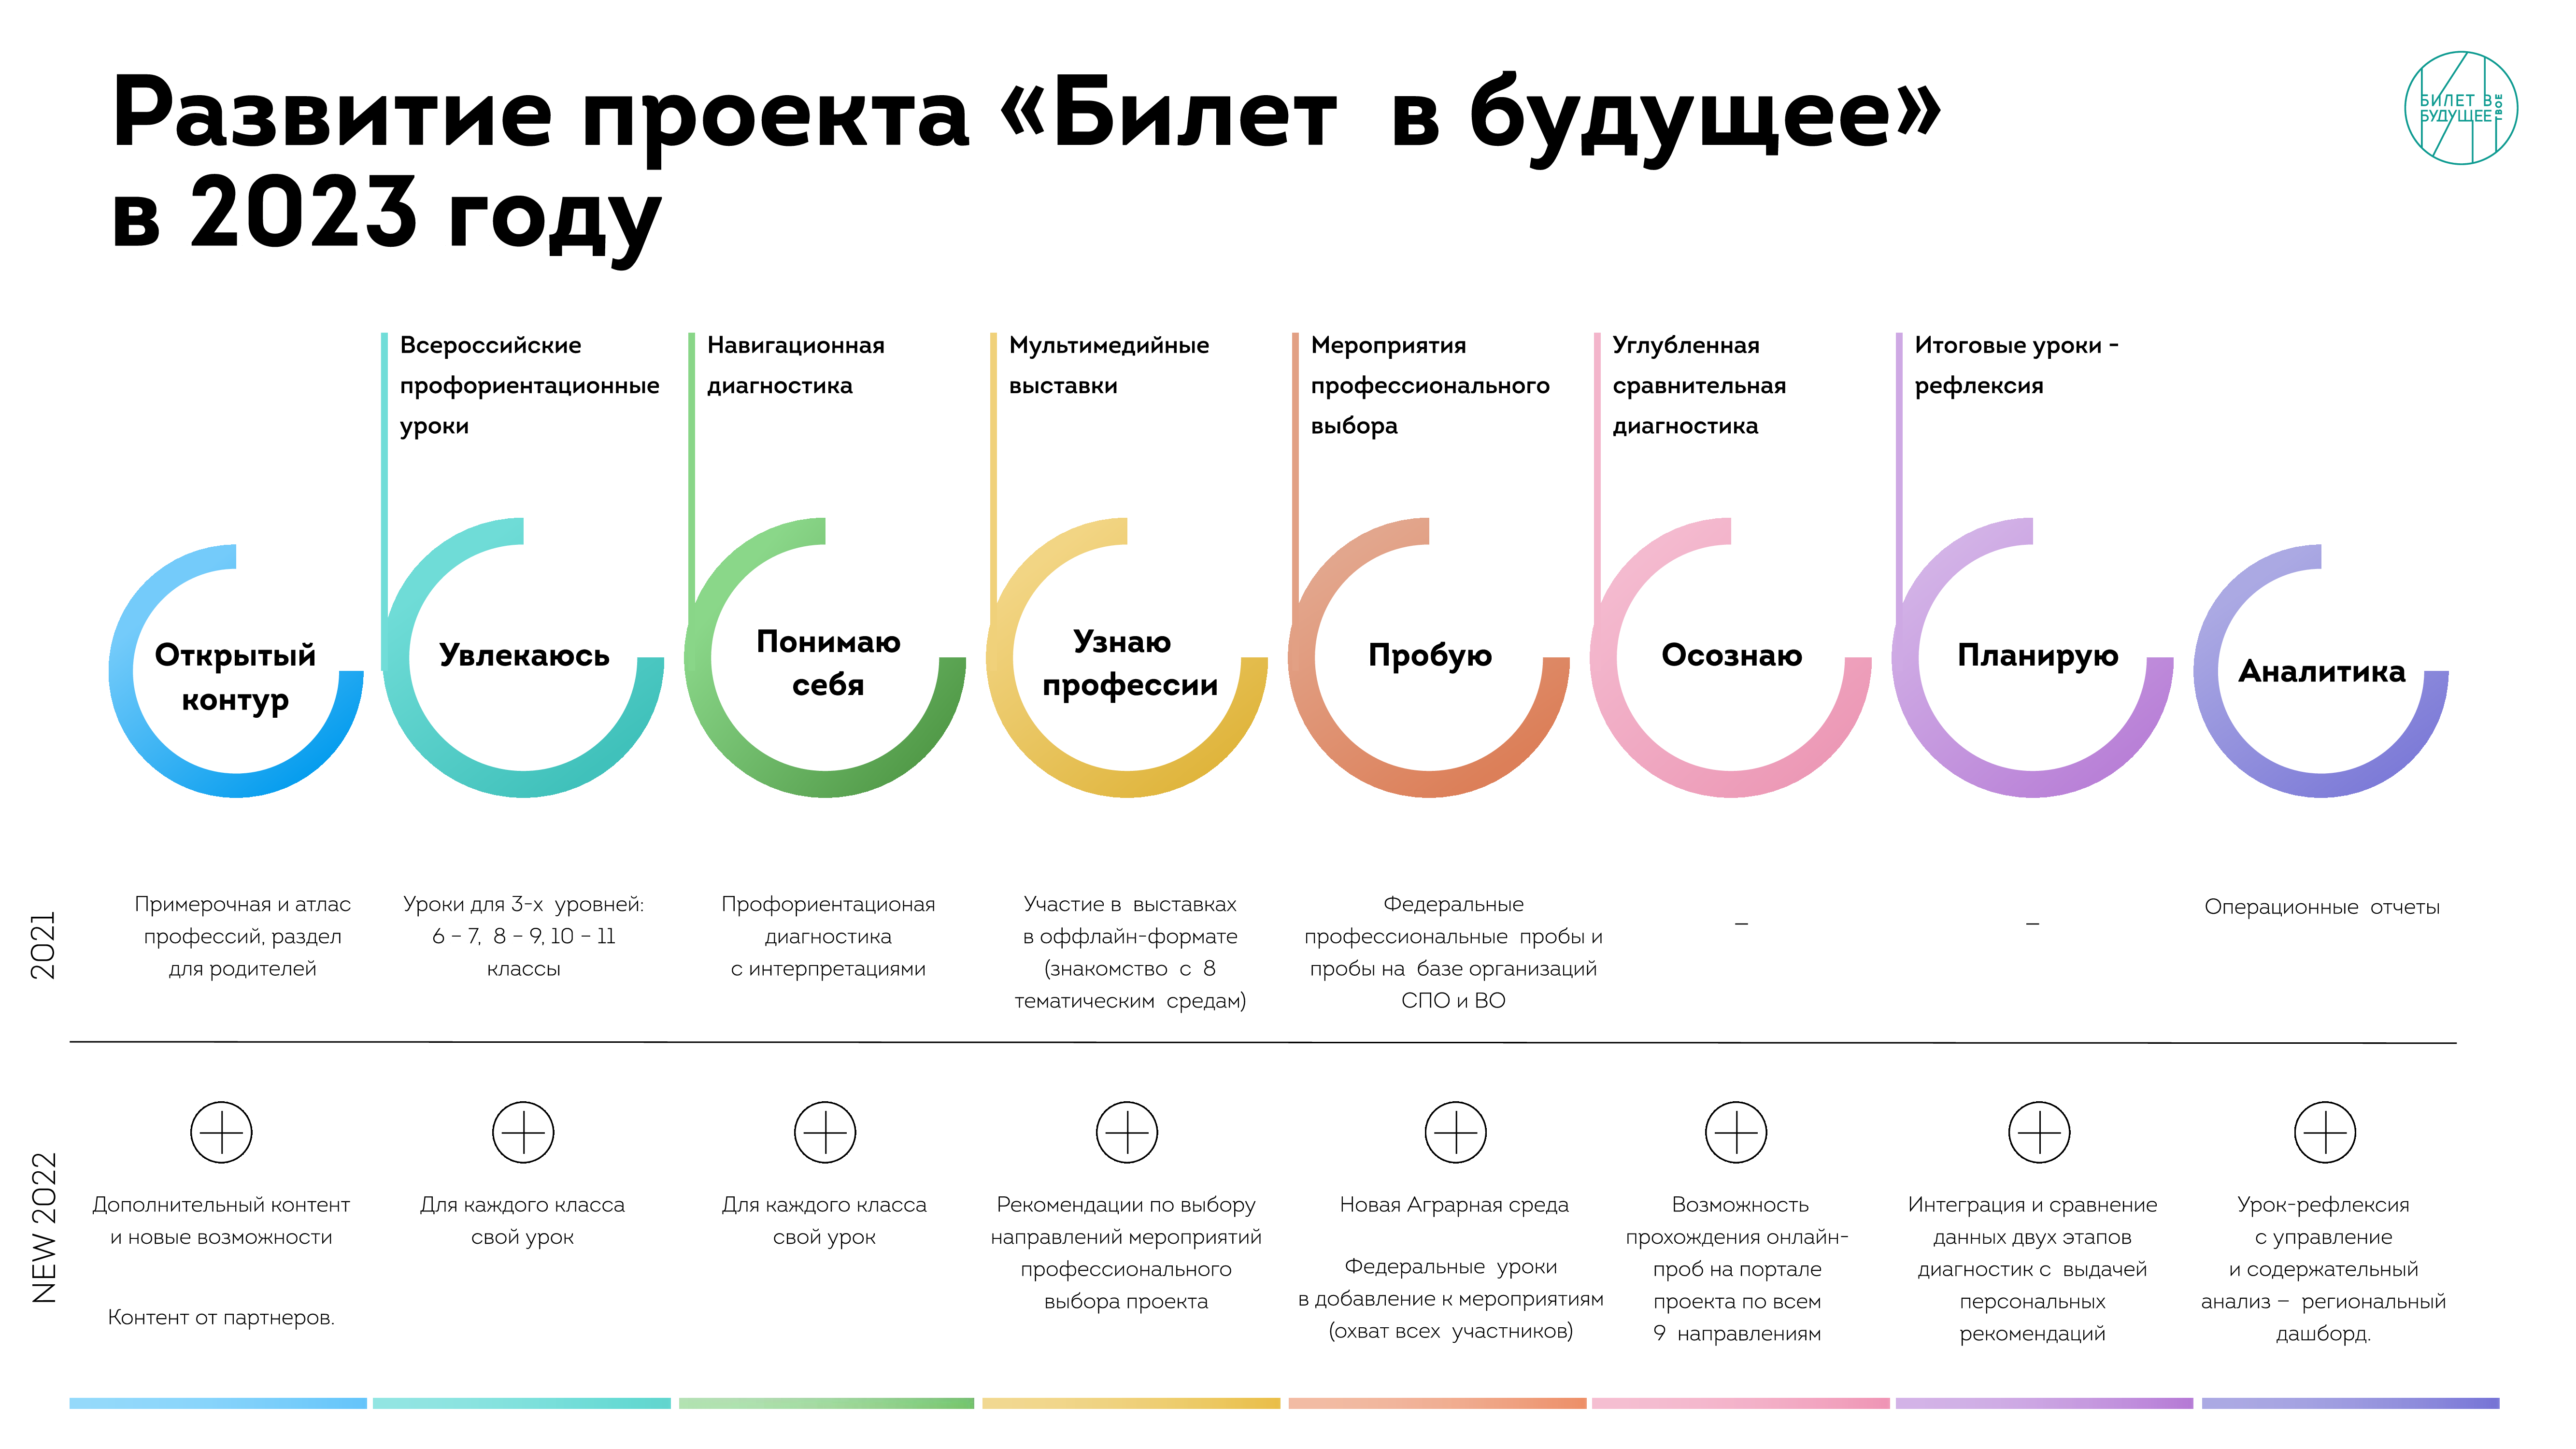 Развитие проекта «Билет в будущее»
в 2023 году
БИЛЕТ В
БУДУЩЕЕ
ТВОЕ
Всероссийские
профориентационные
уроки
Навигационная
диагностика
Мультимедийные
выставки
Мероприятия
профессионального
выбора
Углубленная
сравнительная
диагностика
Итоговые уроки -
рефлексия
Открытый
контур
Увлекаюсь
Понимаю
себя
Узнаю
профессии
Пробую
Осознаю
Планирую
Аналитика
2021
Примерочная и атлас
профессий, раздел
для родителей
Уроки для 3-х уровней:
6 – 7, 8 – 9, 10 – 11
классы
Профориентационая
диагностика
с интерпретациями
Участие в выставках
в оффлайн-формате
(знакомство с 8
тематическим средам)
Федеральные
профессиональные пробы и
пробы на базе организаций
СПО и ВО
–
–
Операционные отчеты
NEW 2022
Дополнительный контент
и новые возможности
Контент от партнеров.
Для каждого класса
свой урок
Для каждого класса
свой урок
Рекомендации по выбору
направлений мероприятий
профессионального
выбора проекта
Новая Аграрная среда
Федеральные уроки
в добавление к мероприятиям
(охват всех участников)
Возможность
прохождения онлайн-
проб на портале
проекта по всем
9 направлениям
Интеграция и сравнение
данных двух этапов
диагностик с выдачей
персональных
рекомендаций
Урок-рефлексия
с управление
и содержательный
анализ – региональный
дашборд.